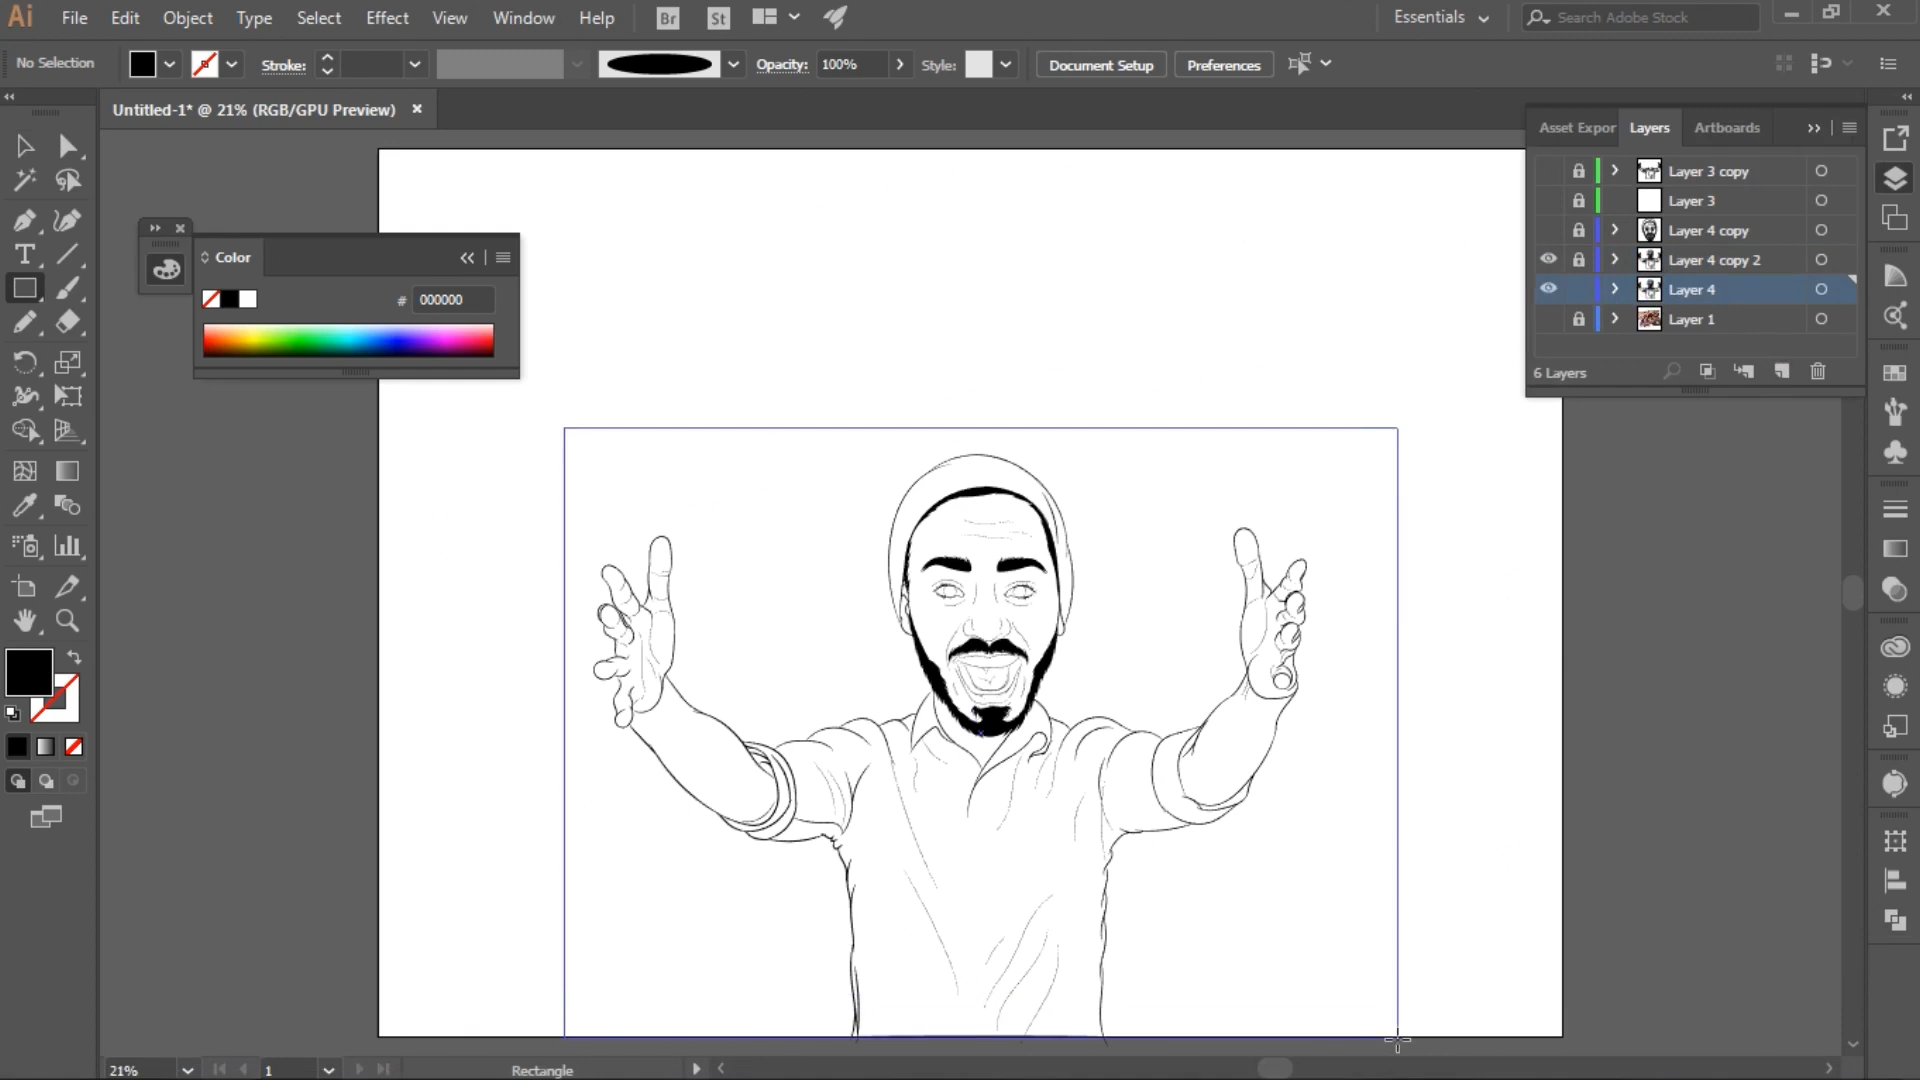 Ai File Edit Object Type Select Effect View Window Help Br St Essentials Search Adobe Stock
No Selection Stroke: Opacity: 100% Style: Document Setup Preferences
Untitled-1* @ 21% (RGB/GPU Preview)
Asset Expor Layers Artboards
Layer 3 copy
Layer 3
Layer 4 copy
Layer 4 copy 2
Layer 4
Layer 1
6 Layers
Color
# 000000
21% 1 Rectangle